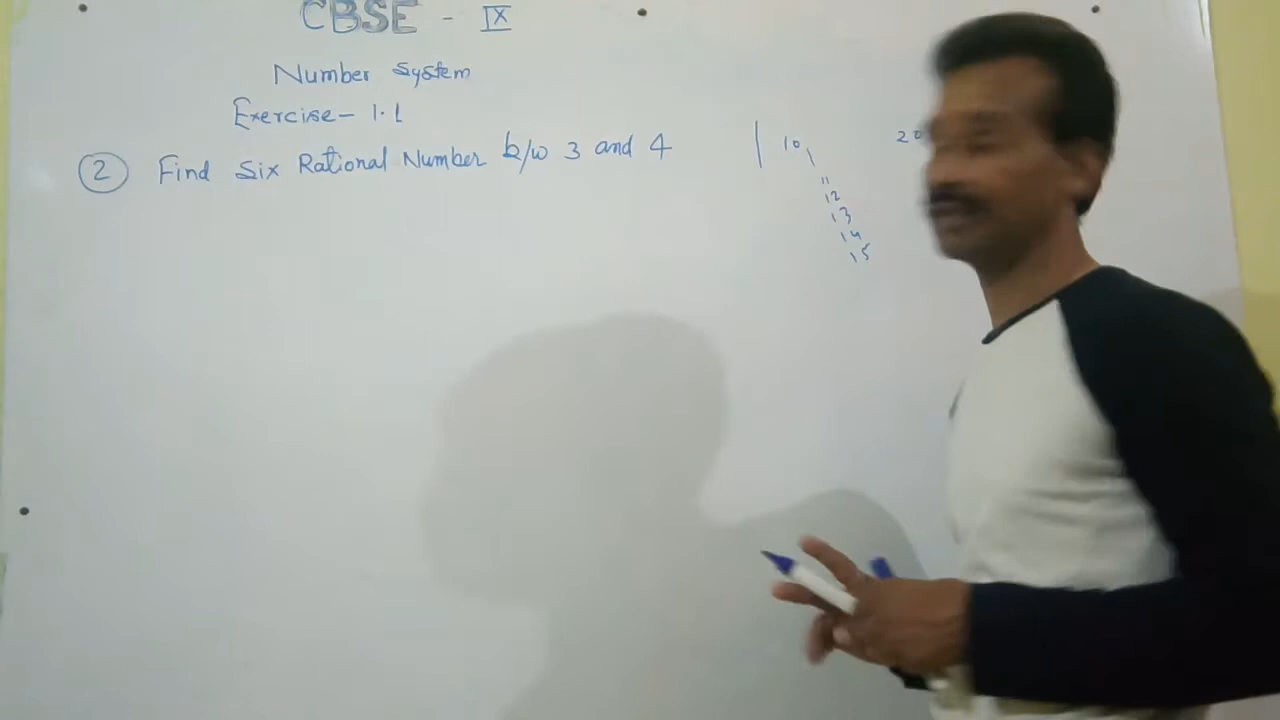 CBSE - IX
Number System
Exercise - 1.1
2 Find Six Rational Number b/w 3 and 4
10 20
11
12
13
14
15